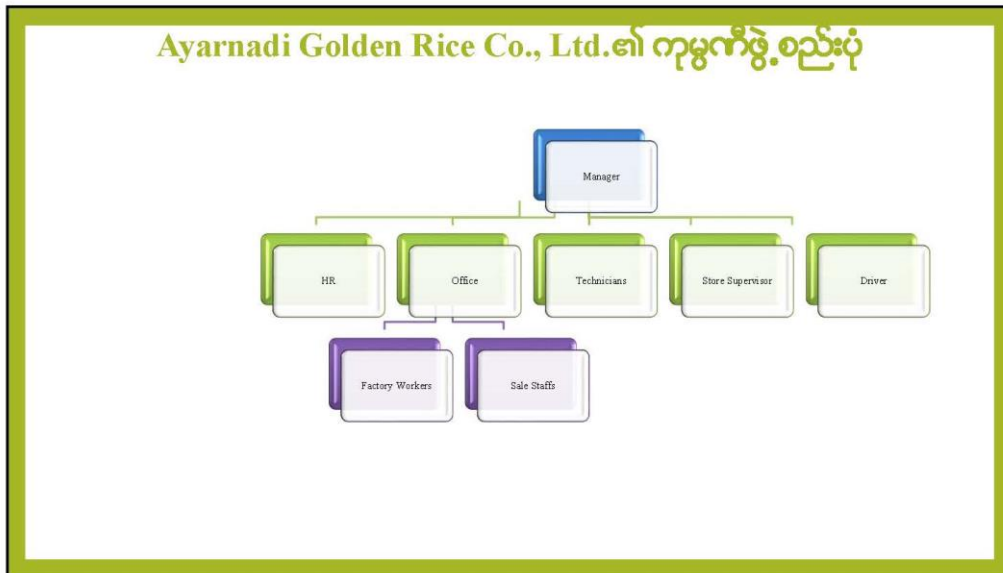 Ayarnadi Golden Rice Co., Ltd.၏ ကုမ္ပဏီဖွဲ့စည်းပုံ
Manager
HR
Office
Technicians
Store Supervisor
Driver
Factory Workers
Sale Staffs